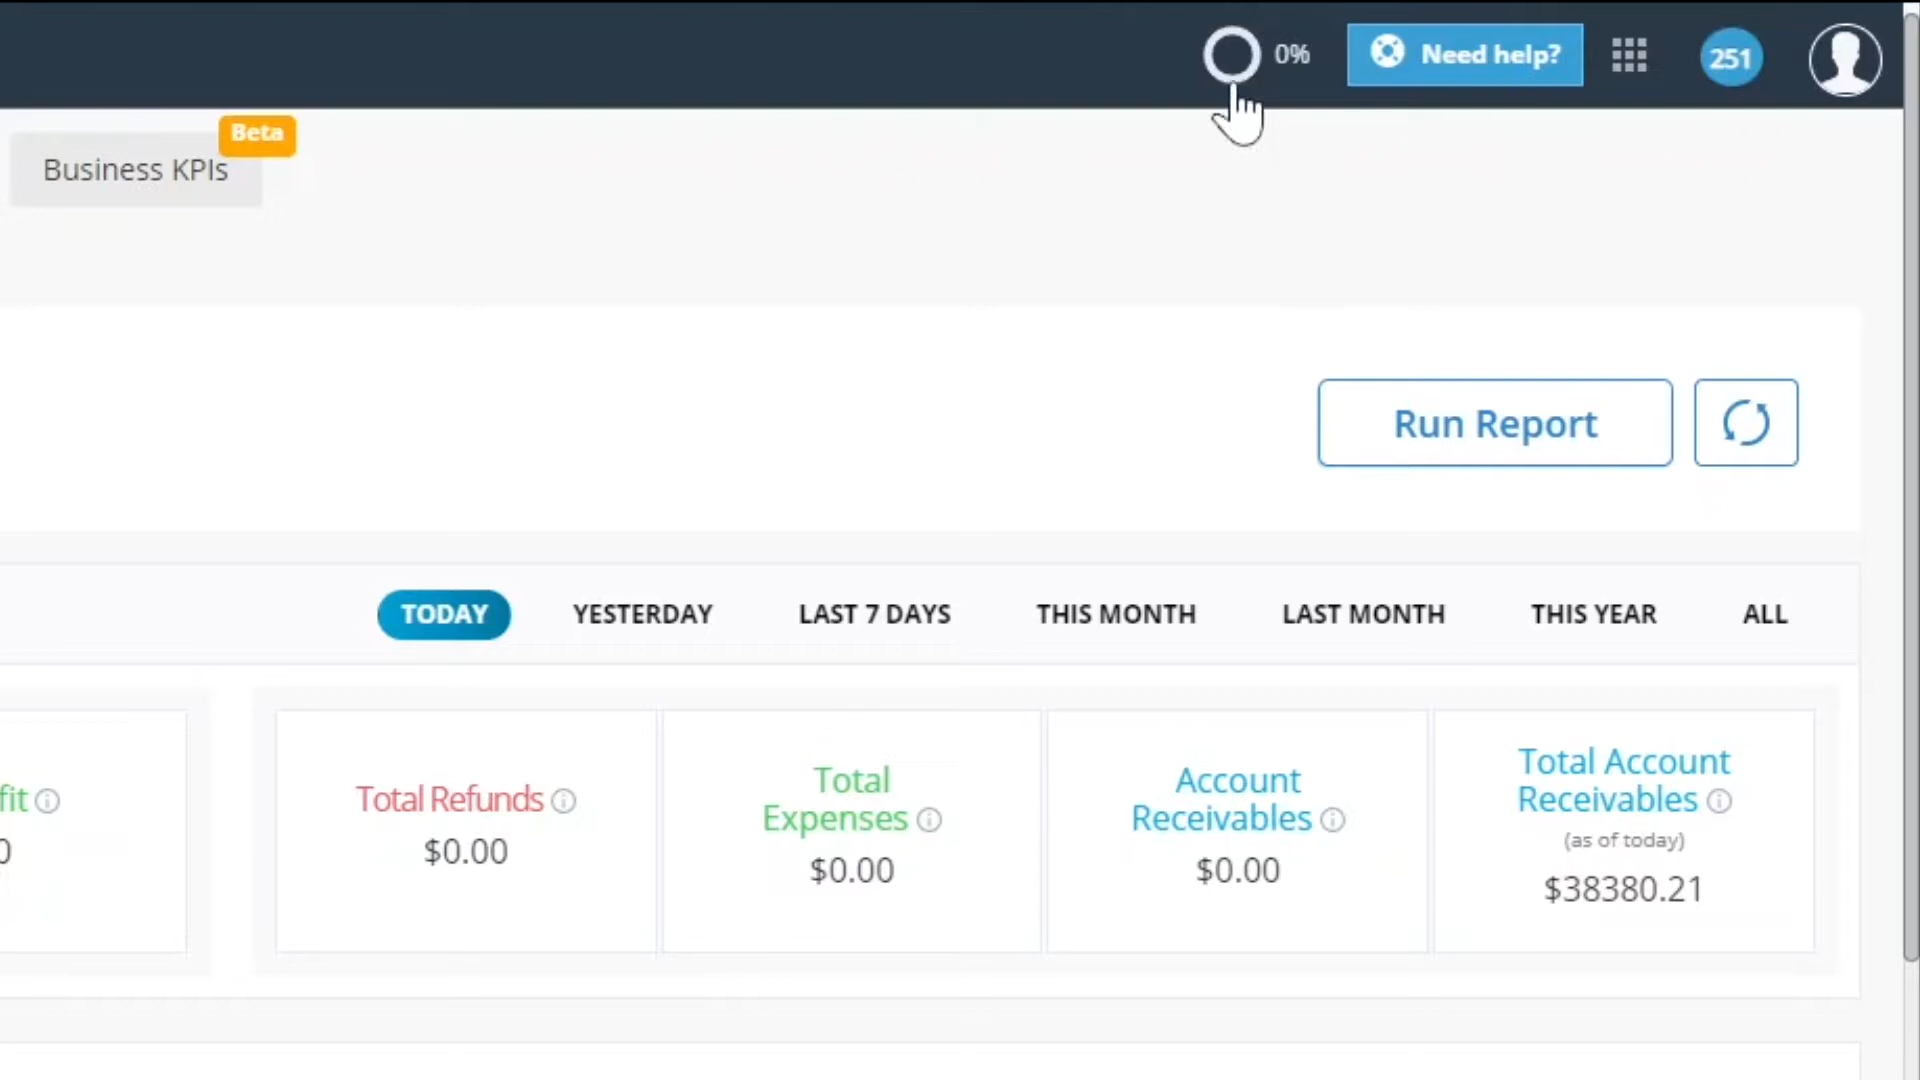 0%
Need help?
251
Beta
Business KPIs
Run Report
TODAY
YESTERDAY
LAST 7 DAYS
THIS MONTH
LAST MONTH
THIS YEAR
ALL
fit
0
Total Refunds
$0.00
Total
Expenses
$0.00
Account
Receivables
$0.00
Total Account
Receivables
(as of today)
$38380.21